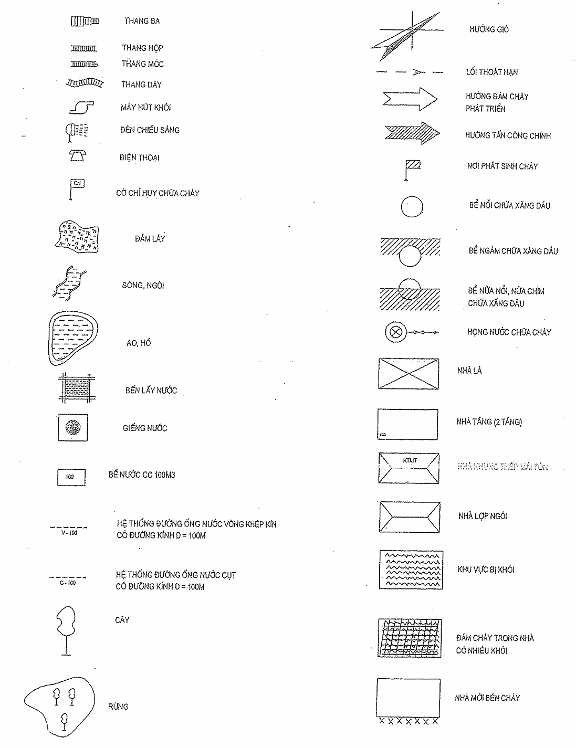 THANG BA
THANG HỘP
THANG MÓC
THANG DÂY
MÁY HÚT KHÓI
ĐÈN CHIẾU SÁNG
ĐIỆN THOẠI
CỜ CHỈ HUY CHỮA CHÁY
ĐẦM LẦY
SÔNG, NGÒI
AO, HỒ
BẾN LẤY NƯỚC
GIẾNG NƯỚC
100
BỂ NƯỚC CC 100M3
HỆ THỐNG ĐƯỜNG ỐNG NƯỚC VÒNG KHÉP KÍN
V - 100
CÓ ĐƯỜNG KÍNH D = 100M
HỆ THỐNG ĐƯỜNG ỐNG NƯỚC CỤT
C - 100
CÓ ĐƯỜNG KÍNH D = 100M
CÂY
RỪNG
HƯỚNG GIÓ
LỐI THOÁT NẠN
HƯỚNG ĐÁM CHÁY
PHÁT TRIỂN
HƯỚNG TẤN CÔNG CHÍNH
NƠI PHÁT SINH CHÁY
BỂ NỔI CHỨA XĂNG DẦU
BỂ NGẦM CHỨA XĂNG DẦU
BỂ NỬA NỔI, NỬA CHÌM
CHỨA XĂNG DẦU
HỌNG NƯỚC CHỮA CHÁY
NHÀ LÁ
NHÀ TẦNG (2 TẦNG)
NHÀ KHUNG THÉP MÁI TÔN
NHÀ LỢP NGÓI
KHU VỰC BỊ KHÓI
ĐÁM CHÁY TRONG NHÀ
CÓ NHIỀU KHÓI
NHÀ MỚI BÉN CHÁY